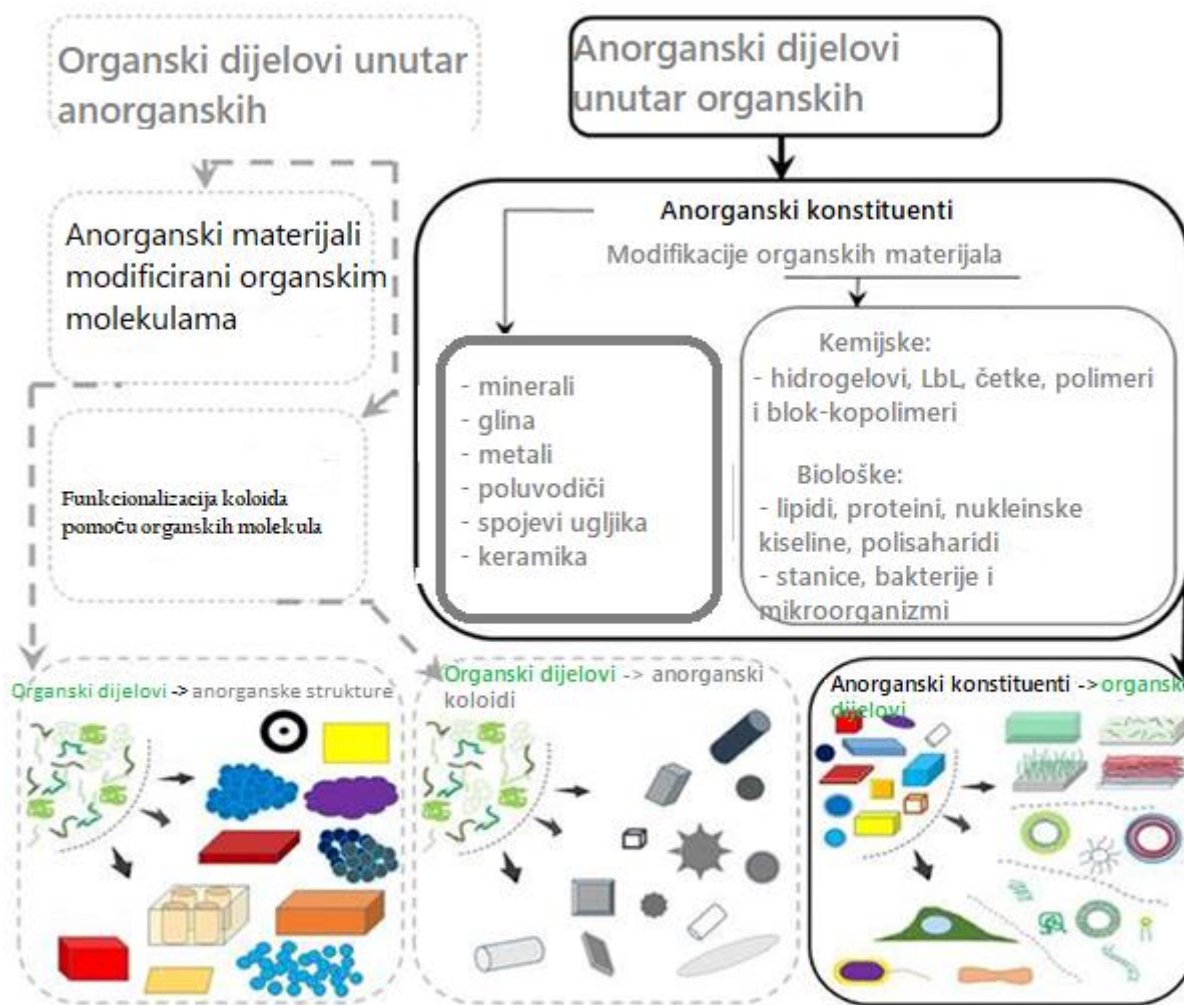 Organski dijelovi unutar
anorganskih
Anorganski dijelovi
unutar organskih
Anorganski materijali
modificirani organskim
molekulama
Funkcionalizacija koloida
pomoću organskih molekula
Anorganski konstituenti
Modifikacije organskih materijala
- minerali
- glina
- metali
- poluvodiči
- spojevi ugljika
- keramika
Kemijske:
- hidrogelovi, LbL, četke, polimeri
i blok-kopolimeri
Biološke:
- lipidi, proteini, nukleinske
kiseline, polisaharidi
- stanice, bakterije i
mikroorganizmi
Organski dijelovi -> anorganske strukture
Organski dijelovi -> anorganski
koloidi
Anorganski konstituenti -> organske
dijelovi